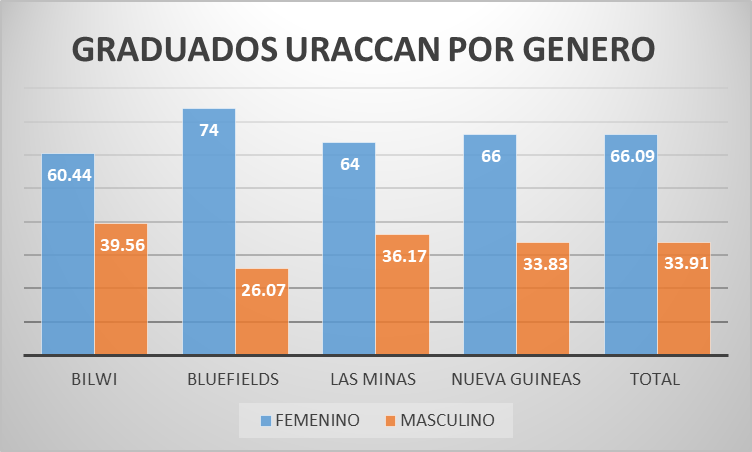 GRADUADOS URACCAN POR GENERO
60.44
39.56
74
26.07
64
36.17
66
33.83
66.09
33.91
BILWI
BLUEFIELDS
LAS MINAS
NUEVA GUINEAS
TOTAL
FEMENINO
MASCULINO